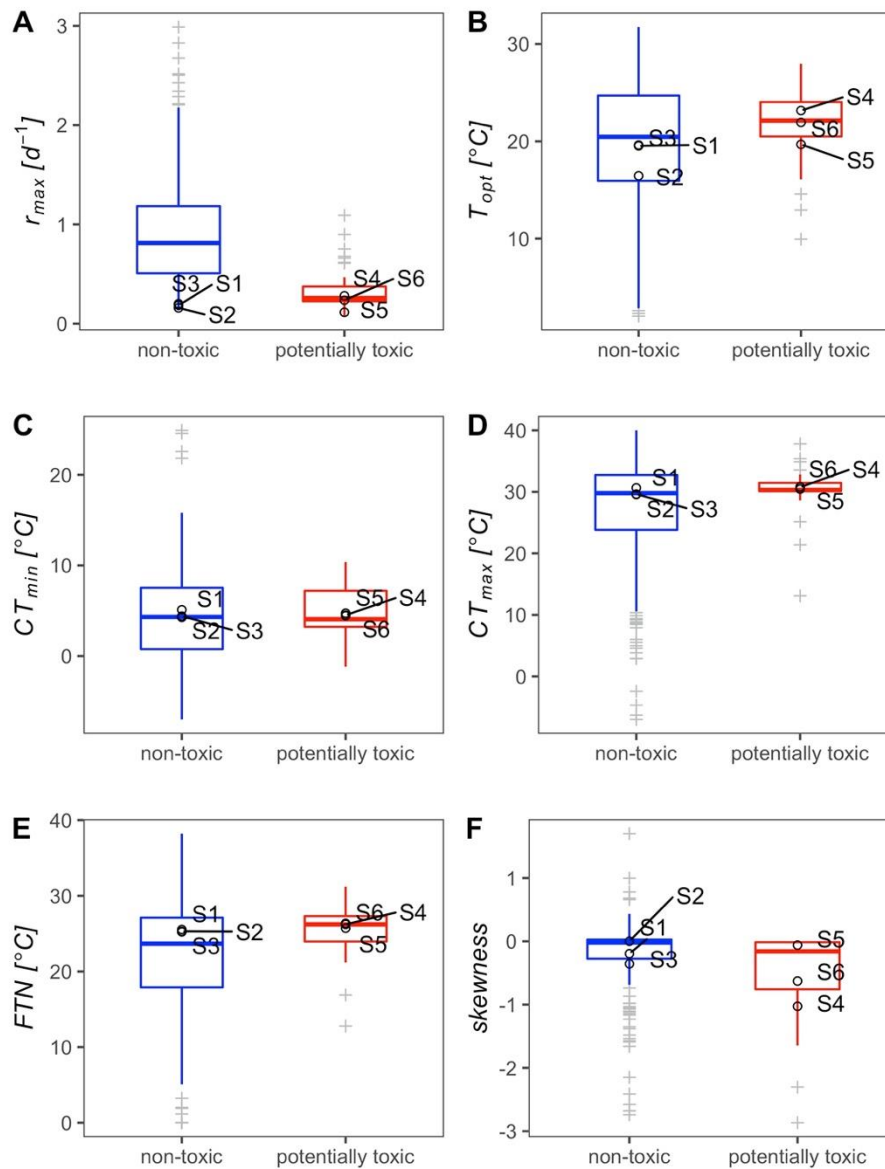 A
r_max [d⁻¹]
3
2
1
0
S3
S1
S2
S4
S6
S5
non-toxic
potentially toxic
B
T_opt [°C]
30
20
10
S3
S1
S2
S4
S6
S5
non-toxic
potentially toxic
C
CT_min [°C]
20
10
0
S1
S2
S3
S5
S4
S6
non-toxic
potentially toxic
D
CT_max [°C]
40
30
20
10
0
S1
S2
S3
S6
S4
S5
non-toxic
potentially toxic
E
FTN [°C]
40
30
20
10
0
S1
S2
S3
S6
S4
S5
non-toxic
potentially toxic
F
skewness
1
0
-1
-2
-3
S2
S1
S3
S5
S6
S4
non-toxic
potentially toxic